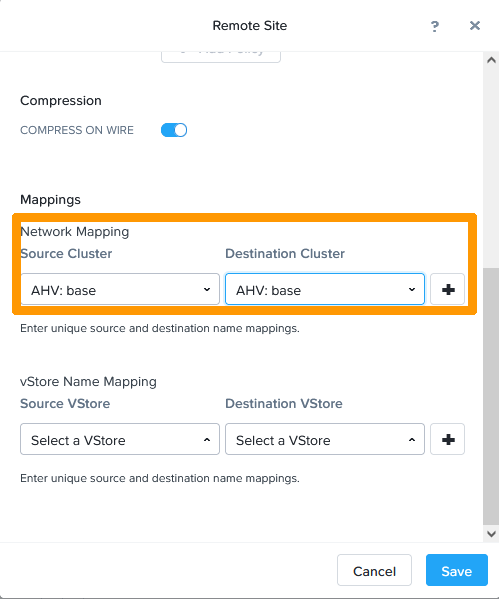 Remote Site ? ×
Compression
COMPRESS ON WIRE
Mappings
Network Mapping
Source Cluster Destination Cluster
AHV: base AHV: base +
Enter unique source and destination name mappings.
vStore Name Mapping
Source VStore Destination VStore
Select a VStore Select a VStore +
Enter unique source and destination name mappings.
Cancel Save